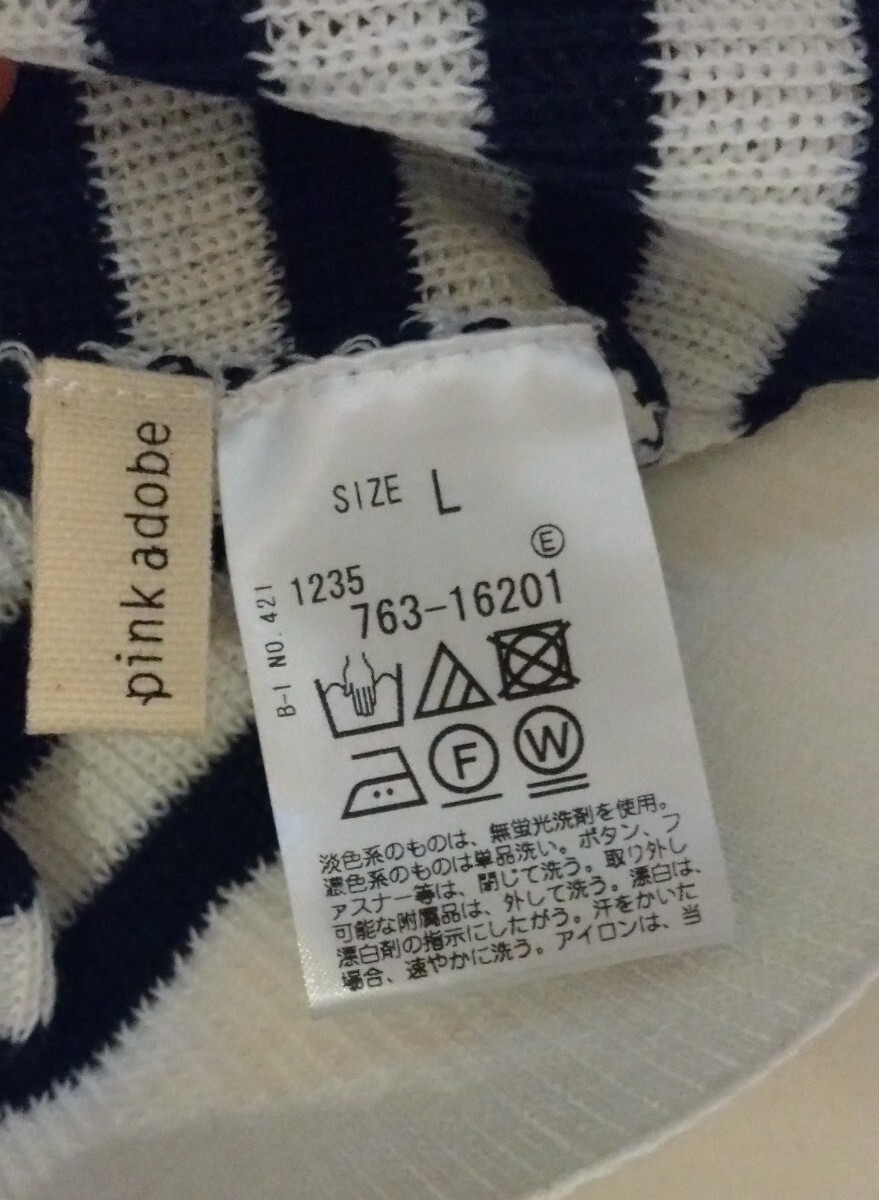 pink adobe
SIZE L
E
1235
763-16201
B-I NO. 421
F
W
淡色系のものは、無蛍光洗剤を使用。
濃色系のものは単品洗い。ボタン、フ
ァスナー等は、閉じて洗う。取り外し
可能な附属品は、外して洗う。漂白は、
漂白剤の指示にしたがう。汗をかいた
場合、速やかに洗う。アイロンは、当